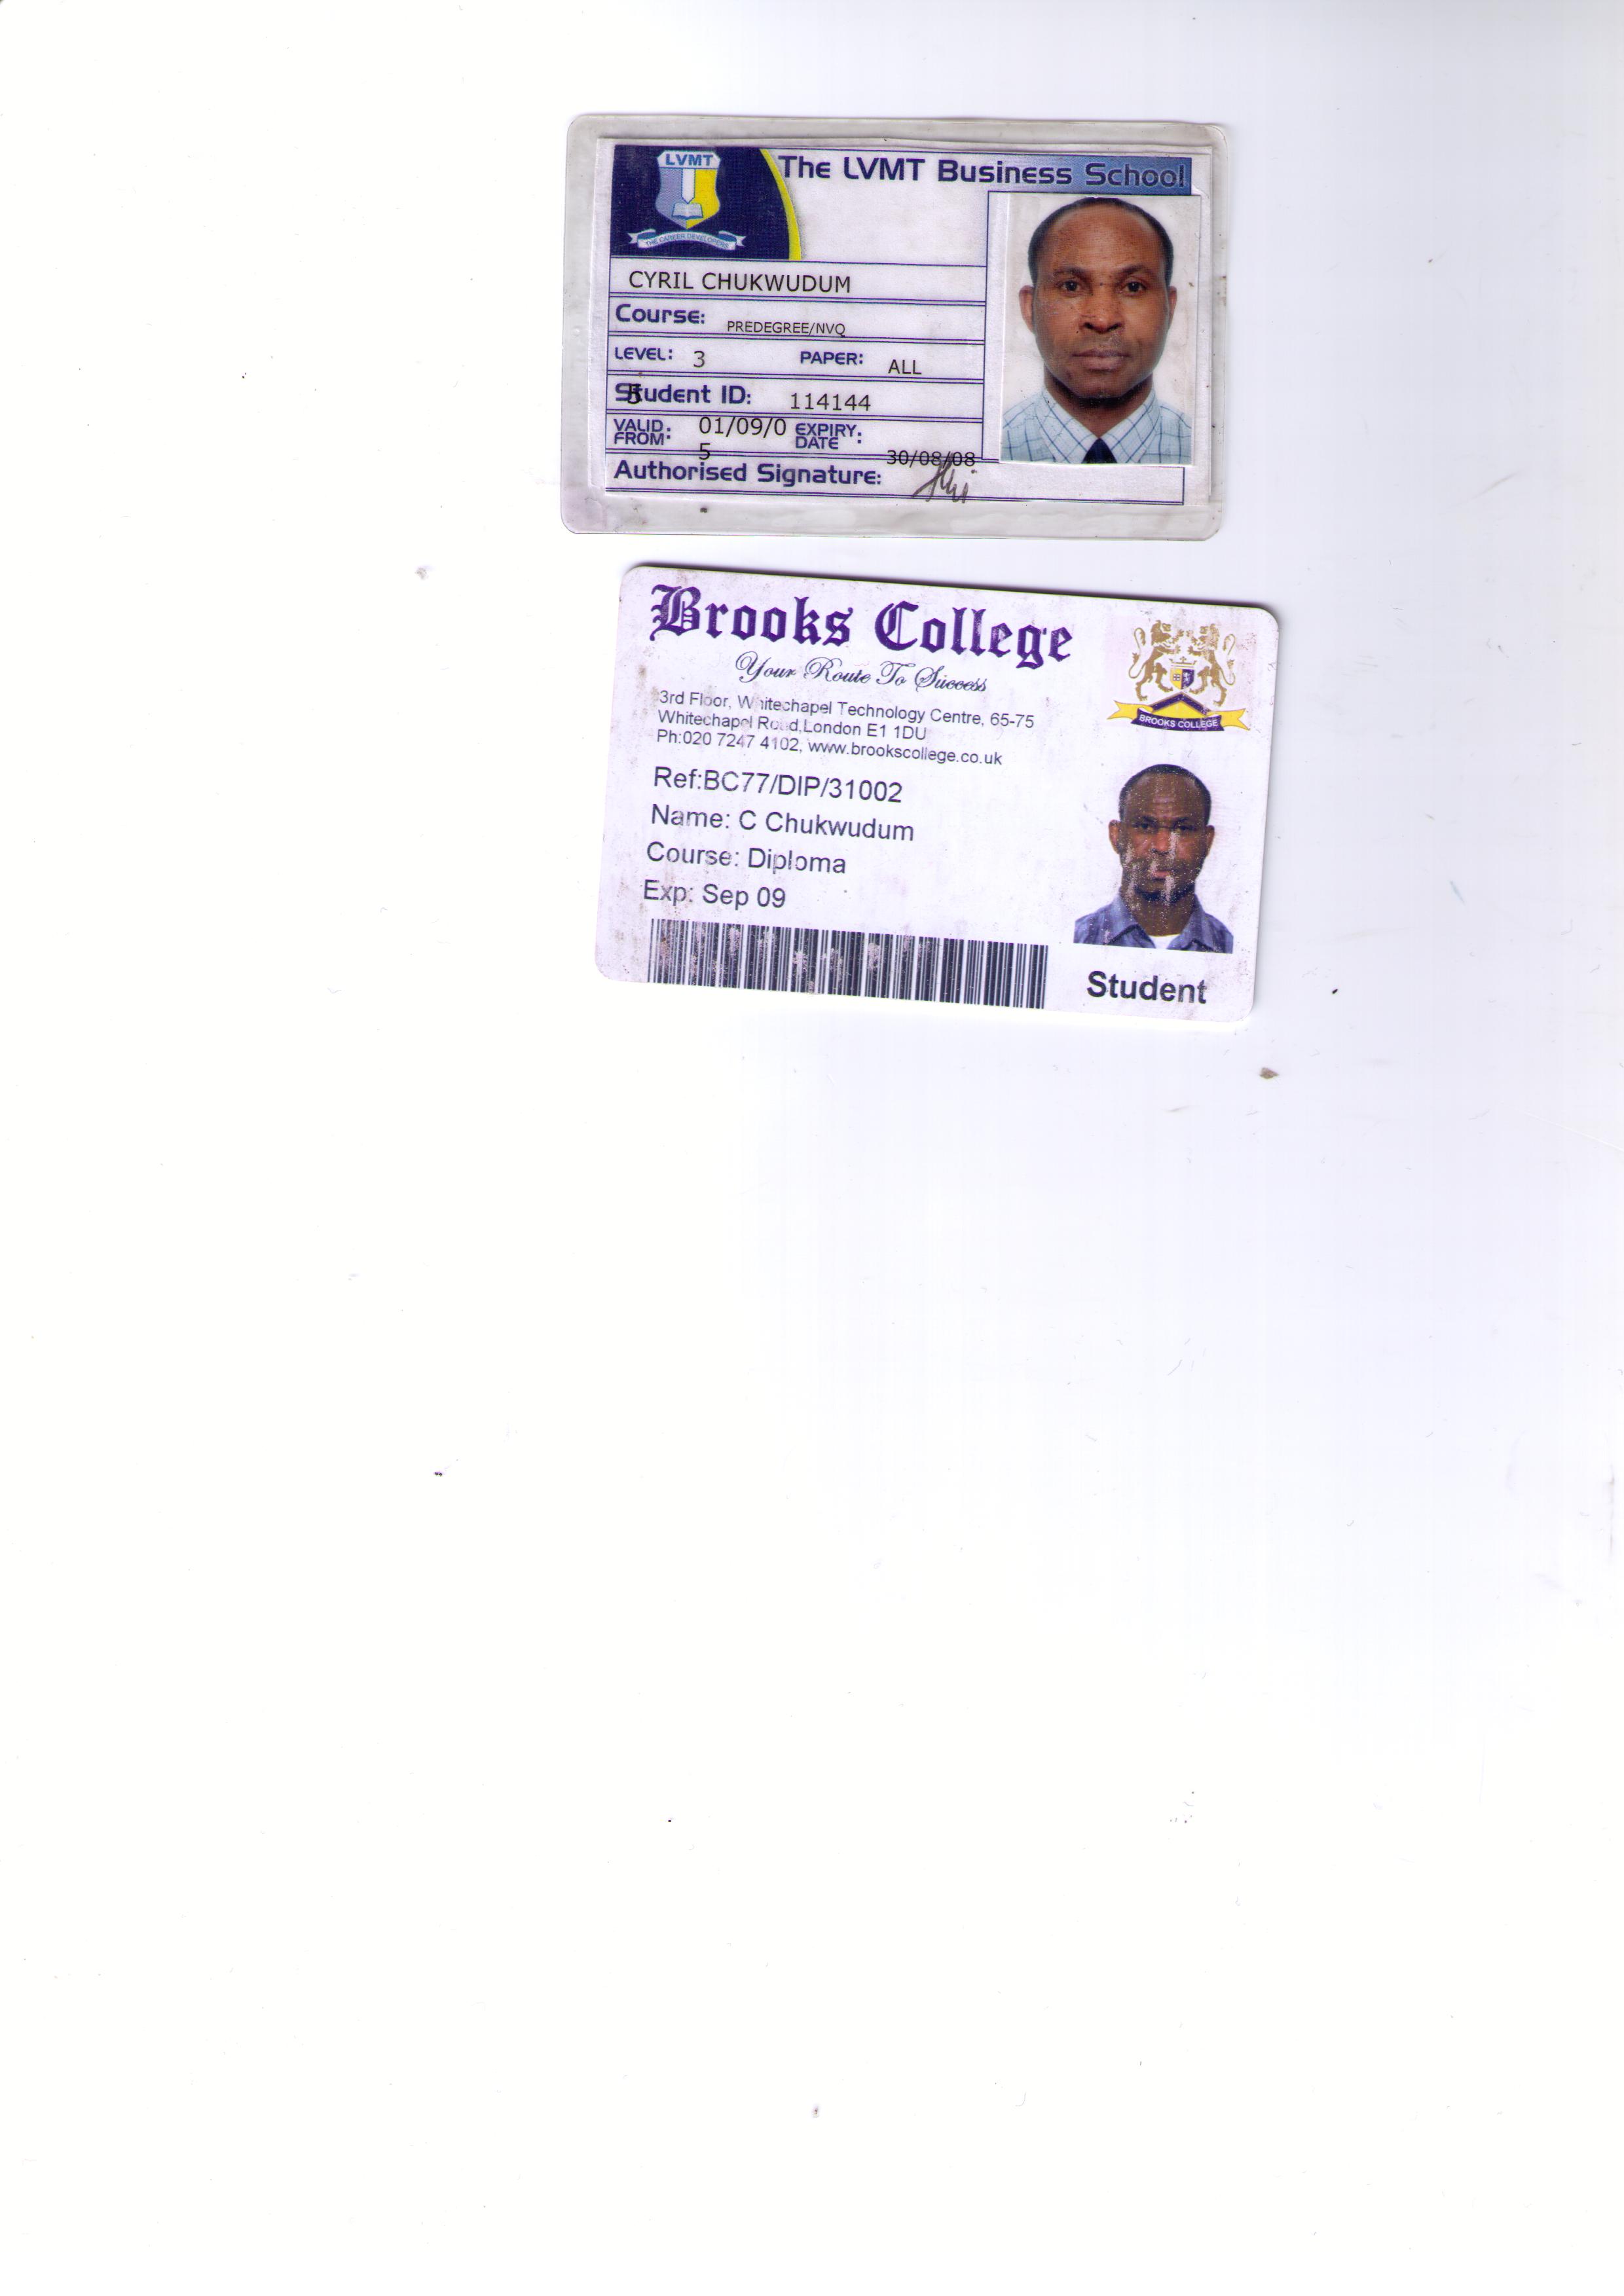 LVMT
The LVMT Business School
THE CAREER DEVELOPERS
CYRIL CHUKWUDUM
Course: PREDEGREE/NVQ
LEVEL: 3 PAPER: ALL
5
Student ID: 114144
VALID FROM: 01/09/0 EXPIRY DATE:
5 30/08/08
Authorised Signature:
Brooks College
Your Route To Success
3rd Floor, Whitechapel Technology Centre, 65-75
Whitechapel Road,London E1 1DU
Ph:020 7247 4102, www.brookscollege.co.uk
BROOKS COLLEGE
Ref:BC77/DIP/31002
Name: C Chukwudum
Course: Diploma
Exp: Sep 09
Student